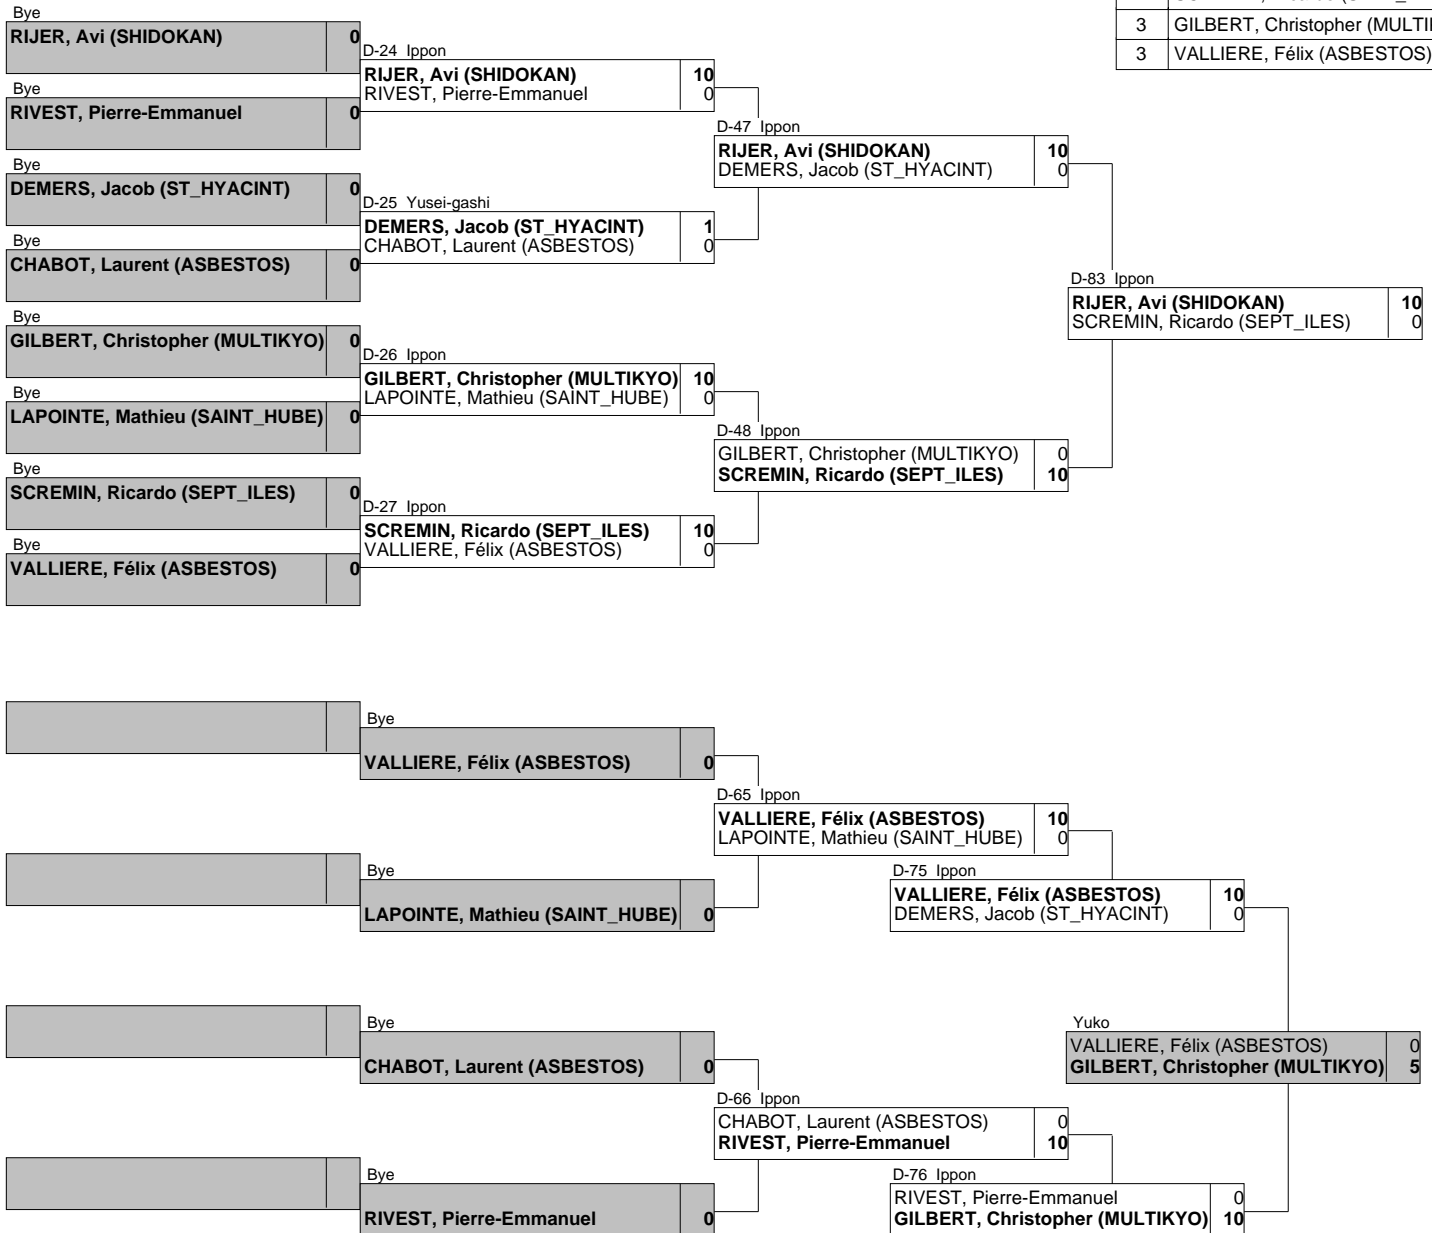 3 GILBERT, Christopher
3 VALLIERE, Félix (ASBESTOS)
Bye
RIJER, Avi (SHIDOKAN) 0
Bye
RIVEST, Pierre-Emmanuel 0
Bye
DEMERS, Jacob (ST_HYACINT) 0
Bye
CHABOT, Laurent (ASBESTOS) 0
Bye
GILBERT, Christopher (MULTIKYO) 0
Bye
LAPOINTE, Mathieu (SAINT_HUBE) 0
Bye
SCREMIN, Ricardo (SEPT_ILES) 0
Bye
VALLIERE, Félix (ASBESTOS) 0
D-24 Ippon
RIJER, Avi (SHIDOKAN) 10
RIVEST, Pierre-Emmanuel 0
D-25 Yusei-gashi
DEMERS, Jacob (ST_HYACINT) 1
CHABOT, Laurent (ASBESTOS) 0
D-26 Ippon
GILBERT, Christopher (MULTIKYO) 10
LAPOINTE, Mathieu (SAINT_HUBE) 0
D-27 Ippon
SCREMIN, Ricardo (SEPT_ILES) 10
VALLIERE, Félix (ASBESTOS) 0
D-47 Ippon
RIJER, Avi (SHIDOKAN) 10
DEMERS, Jacob (ST_HYACINT) 0
D-48 Ippon
GILBERT, Christopher (MULTIKYO) 0
SCREMIN, Ricardo (SEPT_ILES) 10
D-83 Ippon
RIJER, Avi (SHIDOKAN) 10
SCREMIN, Ricardo (SEPT_ILES) 0
Bye
VALLIERE, Félix (ASBESTOS) 0
Bye
LAPOINTE, Mathieu (SAINT_HUBE) 0
Bye
CHABOT, Laurent (ASBESTOS) 0
Bye
RIVEST, Pierre-Emmanuel 0
D-65 Ippon
VALLIERE, Félix (ASBESTOS) 10
LAPOINTE, Mathieu (SAINT_HUBE) 0
D-66 Ippon
CHABOT, Laurent (ASBESTOS) 0
RIVEST, Pierre-Emmanuel 10
D-75 Ippon
VALLIERE, Félix (ASBESTOS) 10
DEMERS, Jacob (ST_HYACINT) 0
D-76 Ippon
RIVEST, Pierre-Emmanuel 0
GILBERT, Christopher (MULTIKYO) 10
Yuko
VALLIERE, Félix (ASBESTOS) 0
GILBERT, Christopher (MULTIKYO) 5